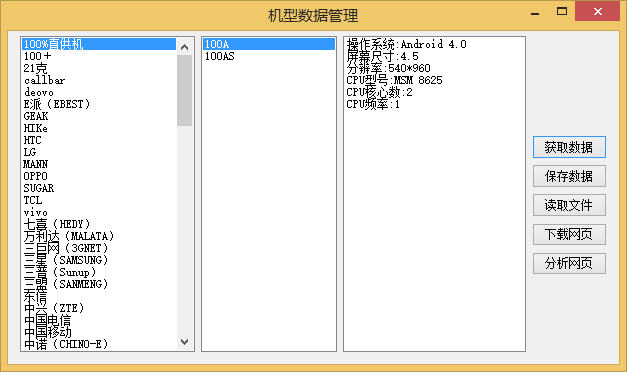 机型数据管理
100%直供机
100＋
21克
callbar
deovo
E派（EBEST）
GEAK
HIKe
HTC
LG
MANN
OPPO
SUGAR
TCL
vivo
七喜（HEDY）
万利达（MALATA）
三巨网（3GNET）
三星（SAMSUNG）
三普（Sunup）
三盟（SANMENG）
东信
中兴（ZTE）
中国电信
中国移动
中诺（CHINO-E）
100A
100AS
操作系统:Android 4.0
屏幕尺寸:4.5
分辨率:540*960
CPU型号:MSM 8625
CPU核心数:2
CPU频率:1
获取数据
保存数据
读取文件
下载网页
分析网页